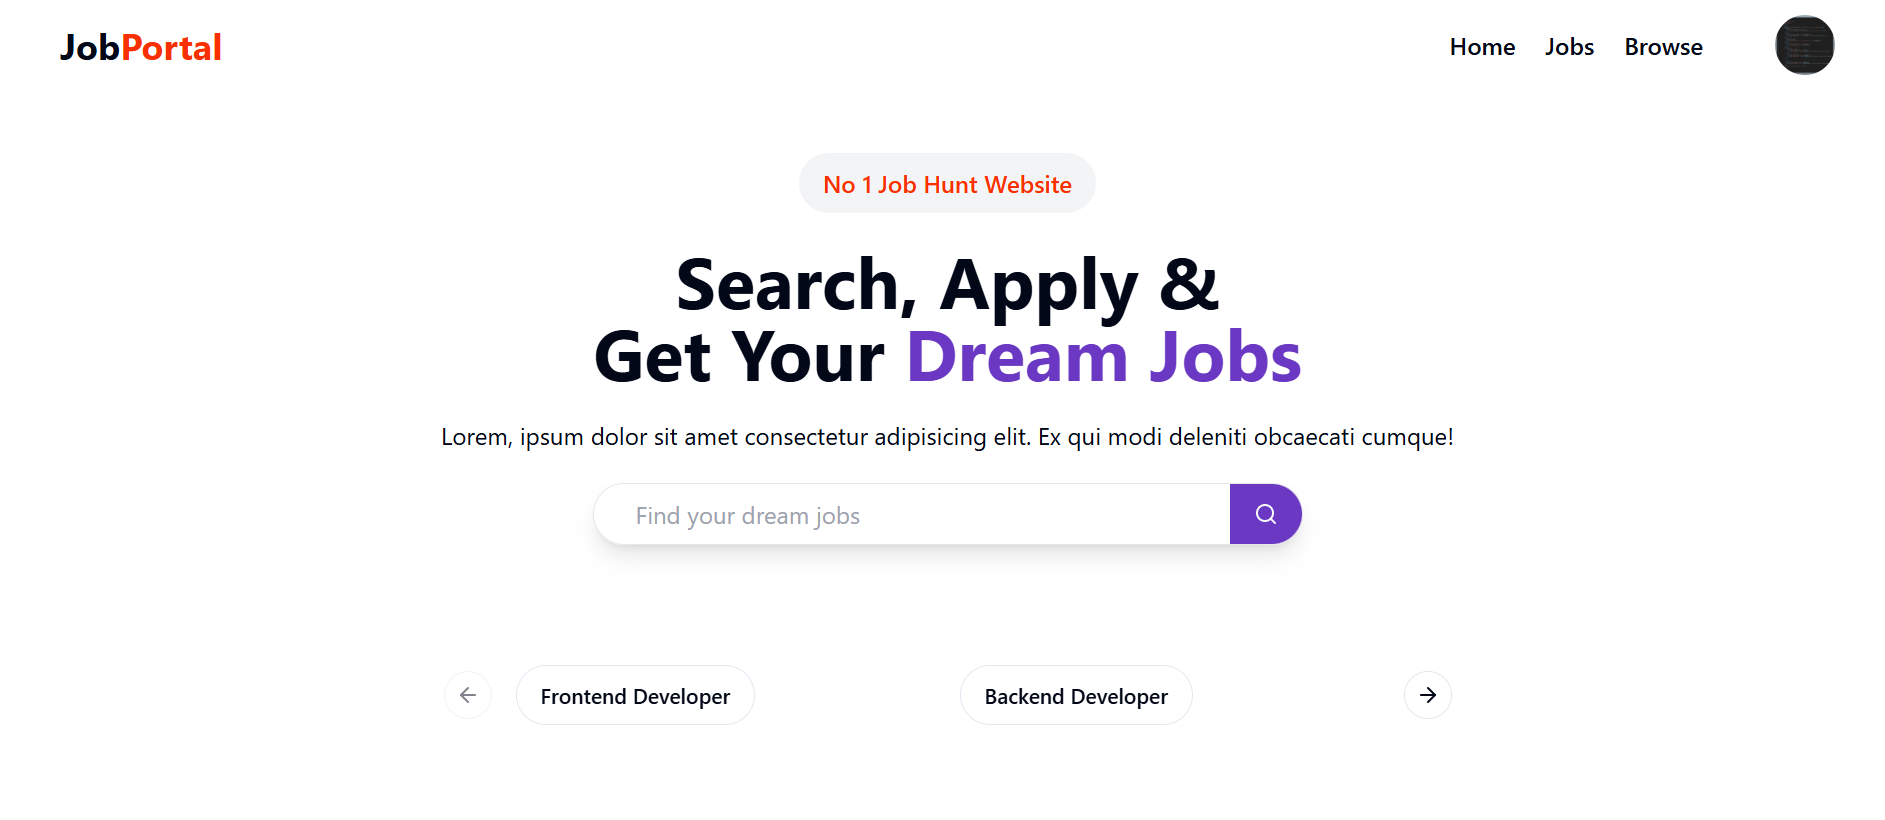 JobPortal
Home Jobs Browse
No 1 Job Hunt Website
Search, Apply &
Get Your Dream Jobs
Lorem, ipsum dolor sit amet consectetur adipisicing elit. Ex qui modi deleniti obcaecati cumque!
Find your dream jobs
Frontend Developer
Backend Developer